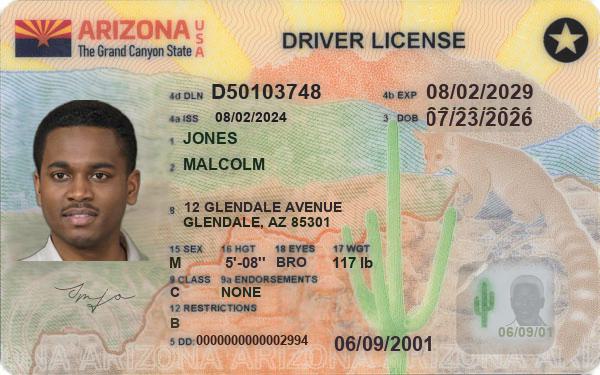 ARIZONA USA
The Grand Canyon State
DRIVER LICENSE
4d DLN D50103748
4b EXP 08/02/2029
4a ISS 08/02/2024
3 DOB 07/23/2026
1 JONES
2 MALCOLM
8 12 GLENDALE AVENUE
GLENDALE, AZ 85301
15 SEX 16 HGT 18 EYES 17 WGT
M 5'-08" BRO 117 lb
9 CLASS 9a ENDORSEMENTS
C NONE
12 RESTRICTIONS
B
5 DD: 0000000000000002994
06/09/2001
06/09/01
ARIZONA ARIZONA ARIZONA ARIZONA